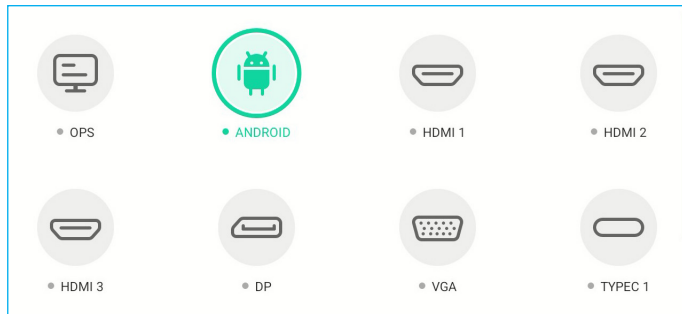 OPS
ANDROID
HDMI 1
HDMI 2
HDMI 3
DP
VGA
TYPEC 1